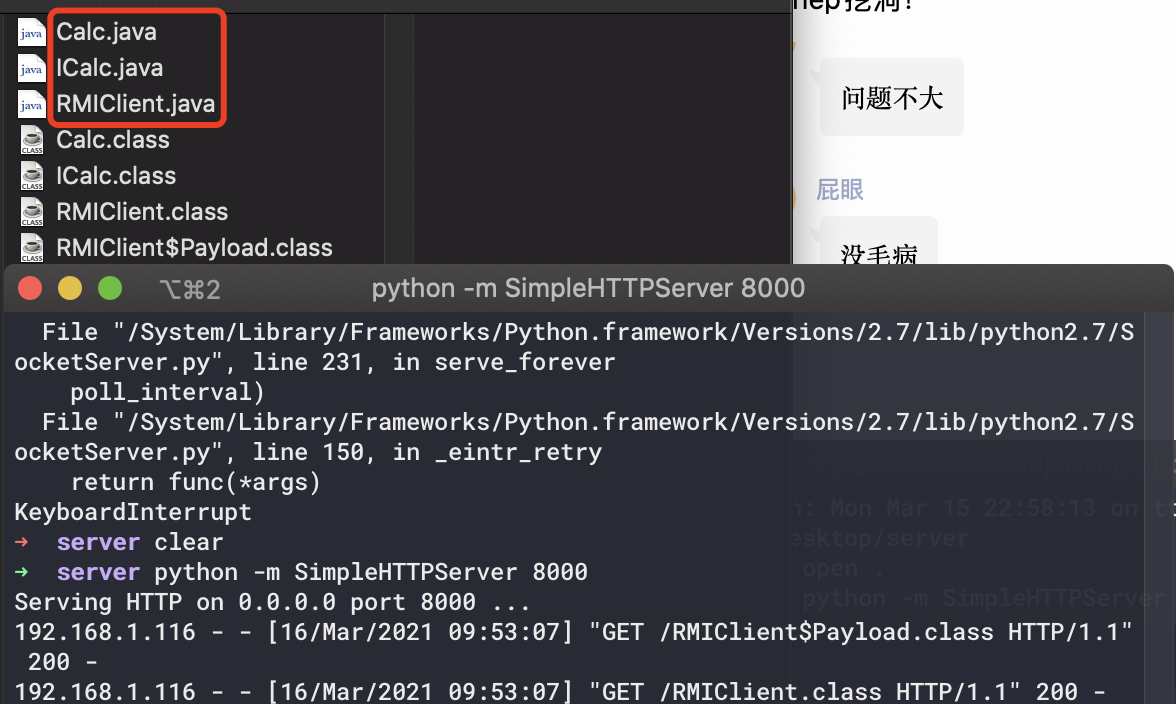 java Calc.java
java ICalc.java
java RMIClient.java
CLASS Calc.class
CLASS ICalc.class
CLASS RMIClient.class
CLASS RMIClient$Payload.class
挖洞!
问题不大
屁眼
没毛病
⌥⌘2
python -m SimpleHTTPServer 8000
File "/System/Library/Frameworks/Python.framework/Versions/2.7/lib/python2.7/S
ocketServer.py", line 231, in serve_forever
poll_interval)
File "/System/Library/Frameworks/Python.framework/Versions/2.7/lib/python2.7/S
ocketServer.py", line 150, in _eintr_retry
return func(*args)
KeyboardInterrupt
→ server clear
→ server python -m SimpleHTTPServer 8000
Serving HTTP on 0.0.0.0 port 8000 ...
192.168.1.116 - - [16/Mar/2021 09:53:07] "GET /RMIClient$Payload.class HTTP/1.1"
200 -
192.168.1.116 - - [16/Mar/2021 09:53:07] "GET /RMIClient.class HTTP/1.1" 200 -
n: Mon Mar 15 22:58:13 on
esktop/server
open .
python -m SimpleHTTPServer